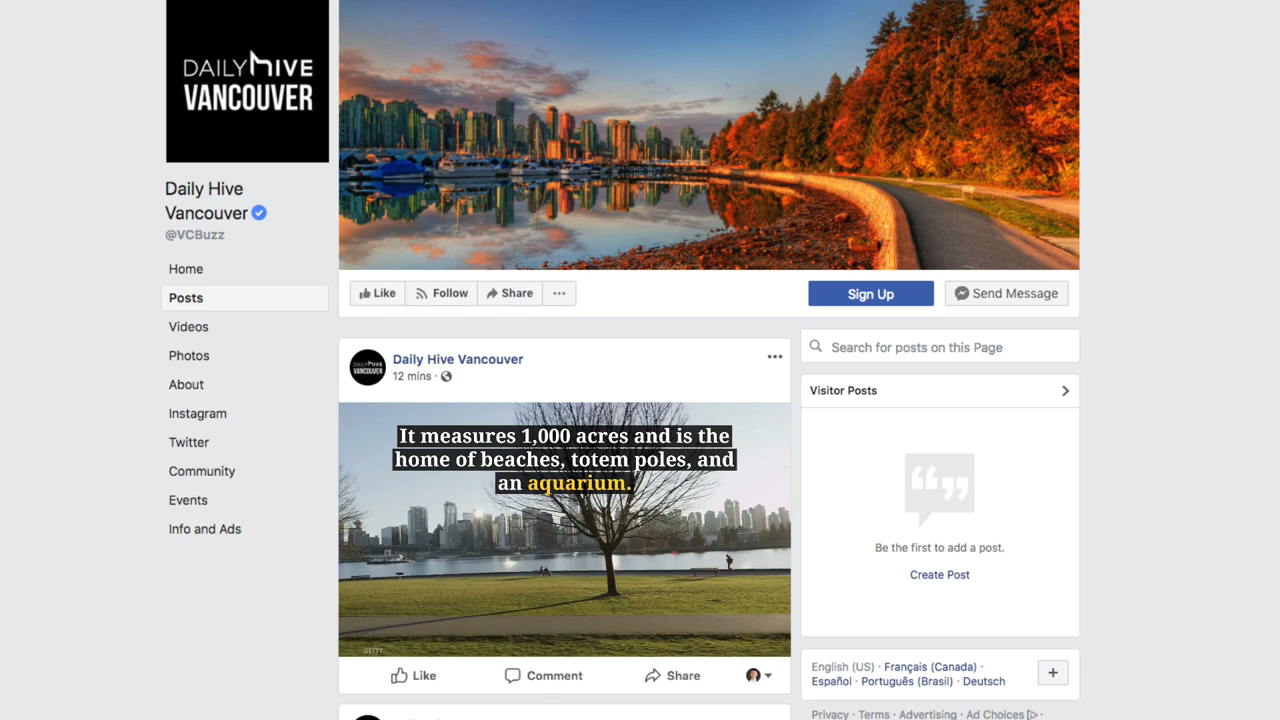 DAILY HIVE
VANCOUVER
Daily Hive
Vancouver
@VCBuzz
Home
Posts
Videos
Photos
About
Instagram
Twitter
Community
Events
Info and Ads
Like
Follow
Share
Sign Up
Send Message
Daily Hive Vancouver
12 mins ·
It measures 1,000 acres and is the
home of beaches, totem poles, and
an aquarium.
GETTY
Like
Comment
Share
Search for posts on this Page
Visitor Posts
Be the first to add a post.
Create Post
English (US) · Français (Canada) ·
Español · Português (Brasil) · Deutsch
Privacy · Terms · Advertising · Ad Choices ·